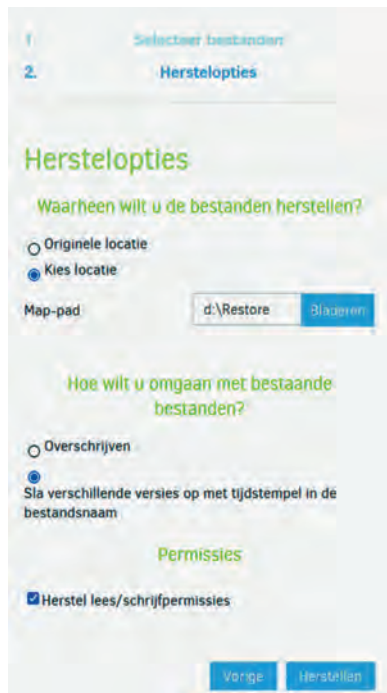 1 Selecteer bestanden
2. Herstelopties
Herstelopties
Waarheen wilt u de bestanden herstellen?
Originele locatie
Kies locatie
Map-pad d:\Restore Bladeren
Hoe wilt u omgaan met bestaande
bestanden?
Overschrijven
Sla verschillende versies op met tijdstempel in de
bestandsnaam
Permissies
Herstel lees/schrijfpermissies
Vorige Herstellen